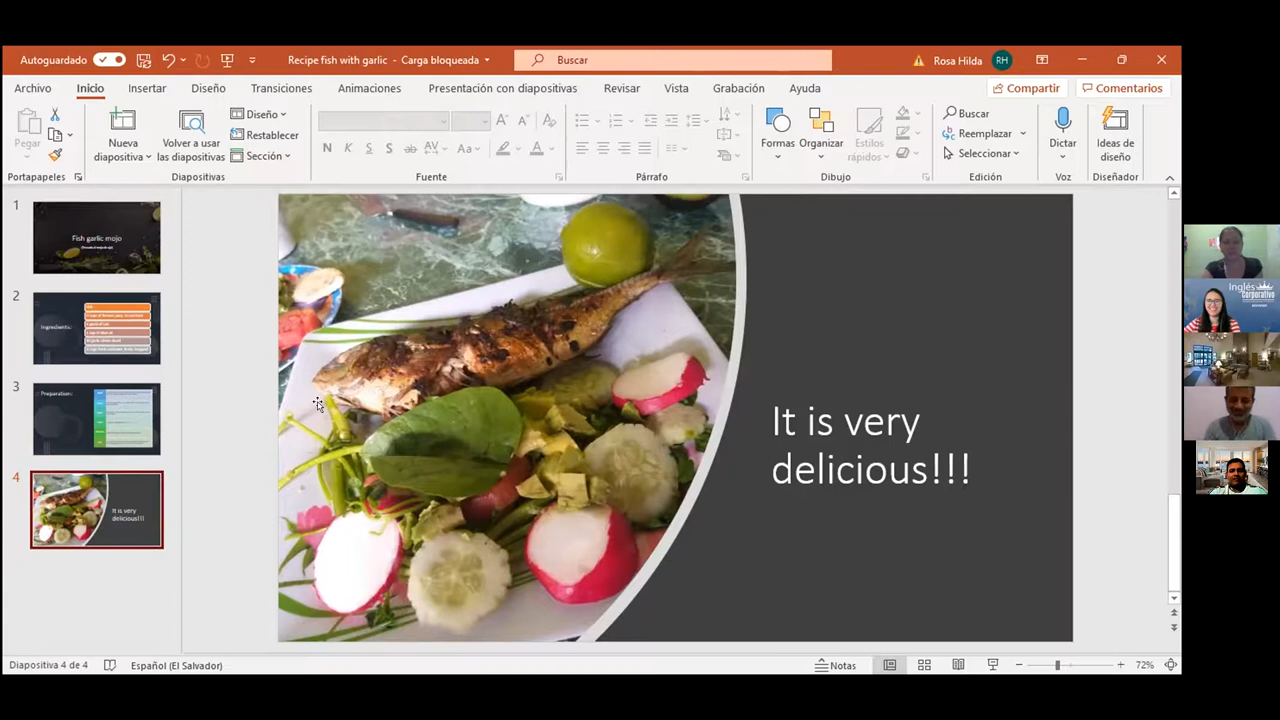 Autoguardado
Recipe fish with garlic - Carga bloqueada
Buscar
Rosa Hilda
RH
Archivo
Inicio
Insertar
Diseño
Transiciones
Animaciones
Presentación con diapositivas
Revisar
Vista
Grabación
Ayuda
Compartir
Comentarios
Pegar
Nueva
diapositiva
Volver a usar
las diapositivas
Diseño
Restablecer
Sección
N K S S ab AV Aa A
Formas
Organizar
Estilos
rápidos
Buscar
Reemplazar
Seleccionar
Dictar
Ideas de
diseño
Portapapeles
Diapositivas
Fuente
Párrafo
Dibujo
Edición
Voz
Diseñador
1
Fish garlic mojo
2
Ingredients:
3
Preparation:
4
It is very
delicious!!!
It is very
delicious!!!
Inglés
Corporativo
Diapositiva 4 de 4
Español (El Salvador)
Notas
72%